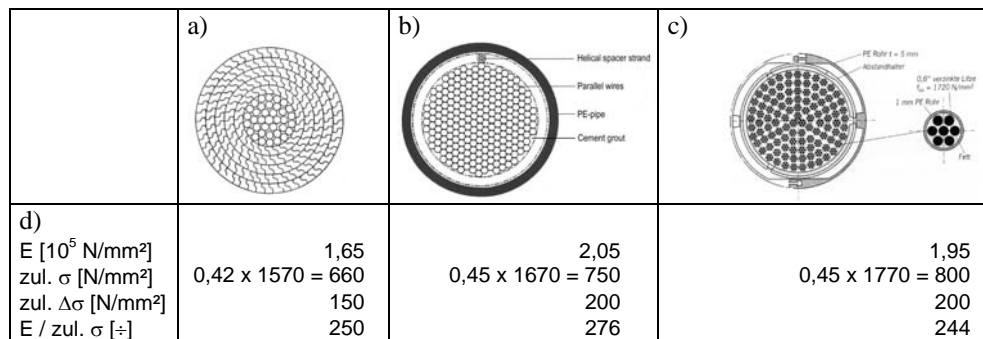 a)
b)
Helical spacer strand
Parallel wires
PE-pipe
Cement grout
c)
PE Rohr t = 5 mm
Abstandhalter
0,6" verzinkte Litze
= 1720 N/mm²
1 mm PE Rohr
Fett
d)
E [10⁵ N/mm²] 1,65 2,05 1,95
zul. σ [N/mm²] 0,42 x 1570 = 660 0,45 x 1670 = 750 0,45 x 1770 = 800
zul. Δσ [N/mm²] 150 200 200
E / zul. σ [÷] 250 276 244